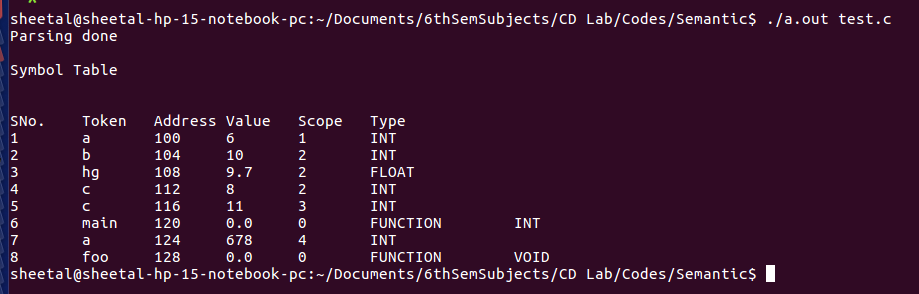 sheetal@sheetal-hp-15-notebook-pc:~/Documents/6thSemSubjects/CD Lab/Codes/Semantic$ ./a.out test.c
Parsing done
Symbol Table
SNo. Token Address Value Scope Type
1 a 100 6 1 INT
2 b 104 10 2 INT
3 hg 108 9.7 2 FLOAT
4 c 112 8 2 INT
5 c 116 11 3 INT
6 main 120 0.0 0 FUNCTION INT
7 a 124 678 4 INT
8 foo 128 0.0 0 FUNCTION VOID
sheetal@sheetal-hp-15-notebook-pc:~/Documents/6thSemSubjects/CD Lab/Codes/Semantic$